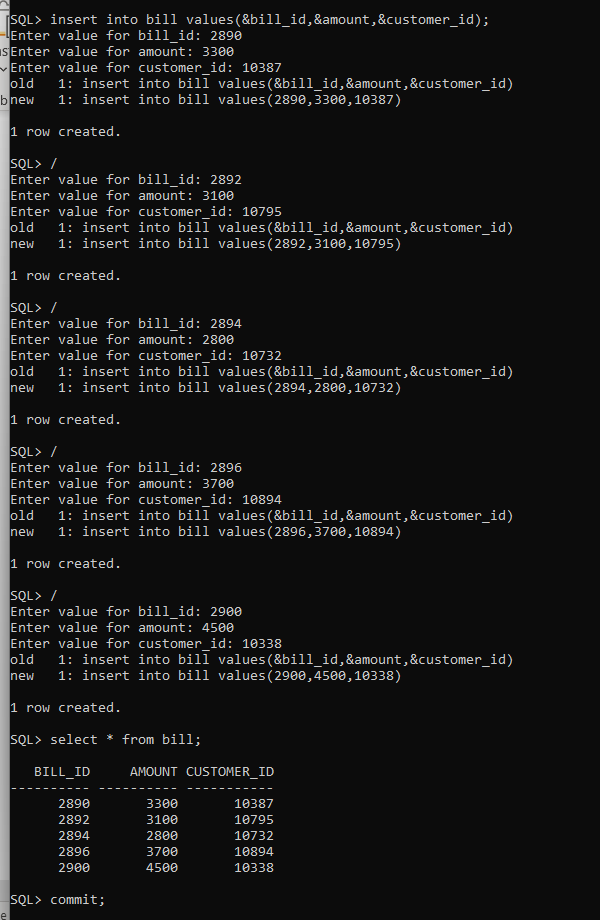 SQL> insert into bill values(&bill_id,&amount,&customer_id);
Enter value for bill_id: 2890
Enter value for amount: 3300
Enter value for customer_id: 10387
old   1: insert into bill values(&bill_id,&amount,&customer_id)
new   1: insert into bill values(2890,3300,10387)

1 row created.

SQL> /
Enter value for bill_id: 2892
Enter value for amount: 3100
Enter value for customer_id: 10795
old   1: insert into bill values(&bill_id,&amount,&customer_id)
new   1: insert into bill values(2892,3100,10795)

1 row created.

SQL> /
Enter value for bill_id: 2894
Enter value for amount: 2800
Enter value for customer_id: 10732
old   1: insert into bill values(&bill_id,&amount,&customer_id)
new   1: insert into bill values(2894,2800,10732)

1 row created.

SQL> /
Enter value for bill_id: 2896
Enter value for amount: 3700
Enter value for customer_id: 10894
old   1: insert into bill values(&bill_id,&amount,&customer_id)
new   1: insert into bill values(2896,3700,10894)

1 row created.

SQL> /
Enter value for bill_id: 2900
Enter value for amount: 4500
Enter value for customer_id: 10338
old   1: insert into bill values(&bill_id,&amount,&customer_id)
new   1: insert into bill values(2900,4500,10338)

1 row created.

SQL> select * from bill;

   BILL_ID     AMOUNT CUSTOMER_ID
---------- ---------- -----------
      2890       3300       10387
      2892       3100       10795
      2894       2800       10732
      2896       3700       10894
      2900       4500       10338

SQL> commit;